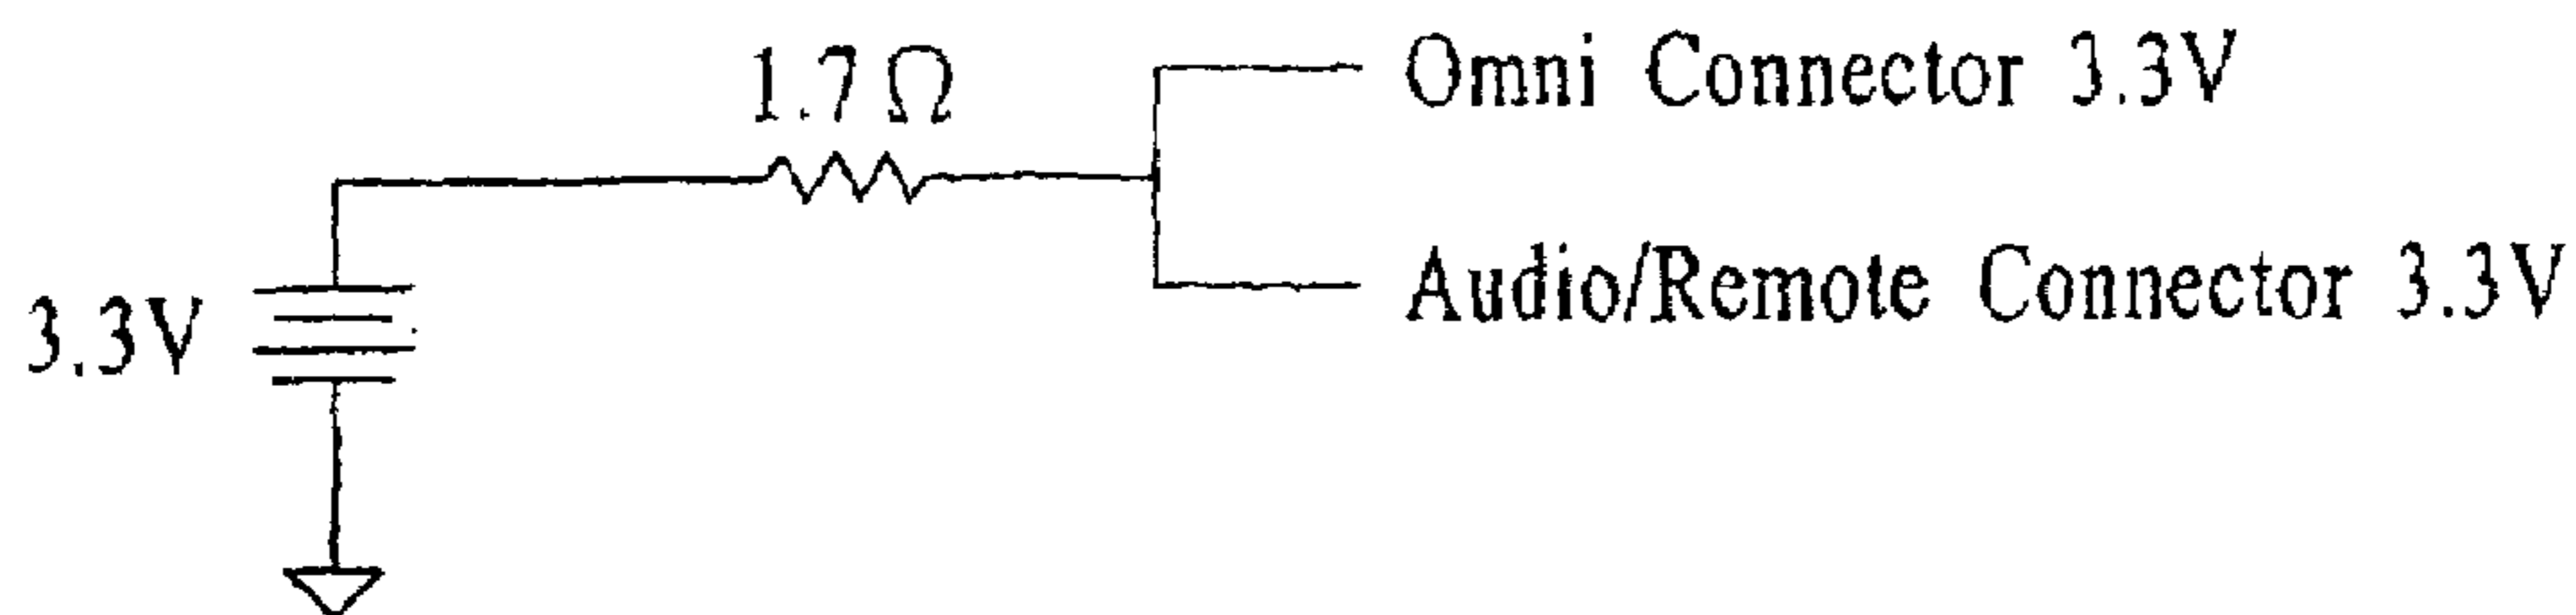 1.7 Ω
Omni Connector 3.3V
3.3V
Audio/Remote Connector 3.3V